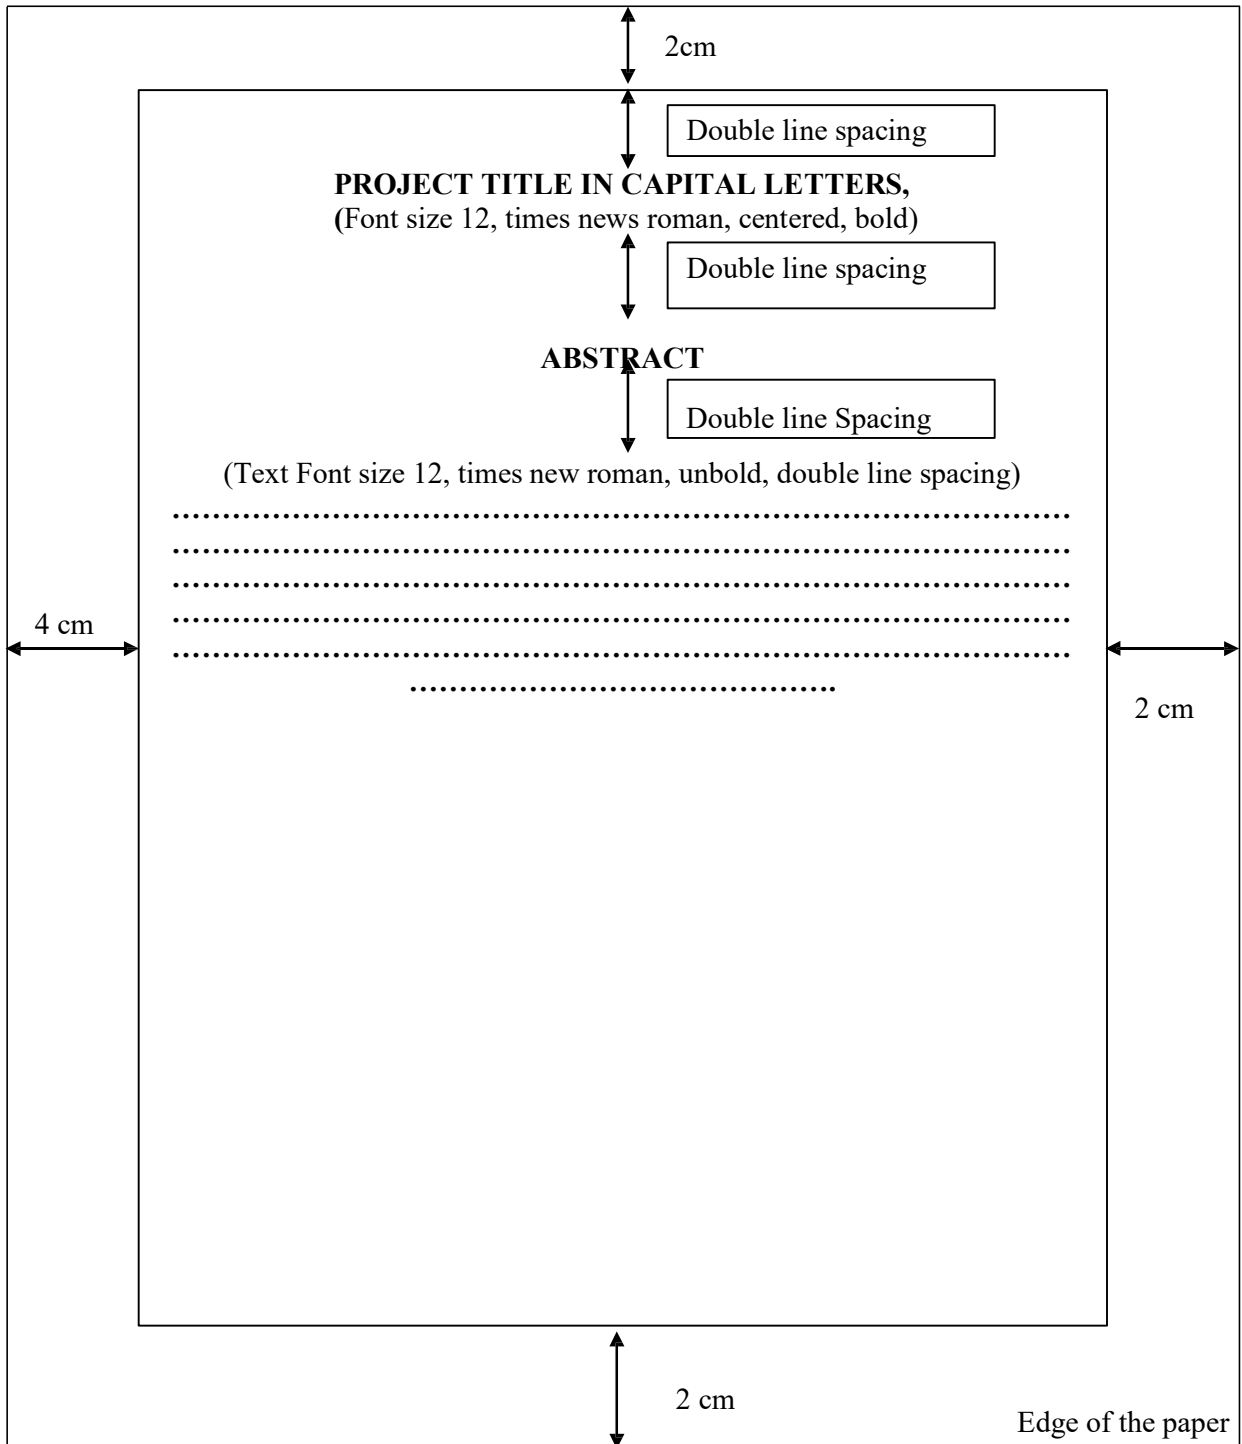 2cm
Double line spacing
PROJECT TITLE IN CAPITAL LETTERS,
(Font size 12, times news roman, centered, bold)
Double line spacing
ABSTRACT
Double line Spacing
(Text Font size 12, times new roman, unbold, double line spacing)
..........................................................................................
..........................................................................................
..........................................................................................
..........................................................................................
..........................................................................................
...........................................
4 cm
2 cm
2 cm
Edge of the paper